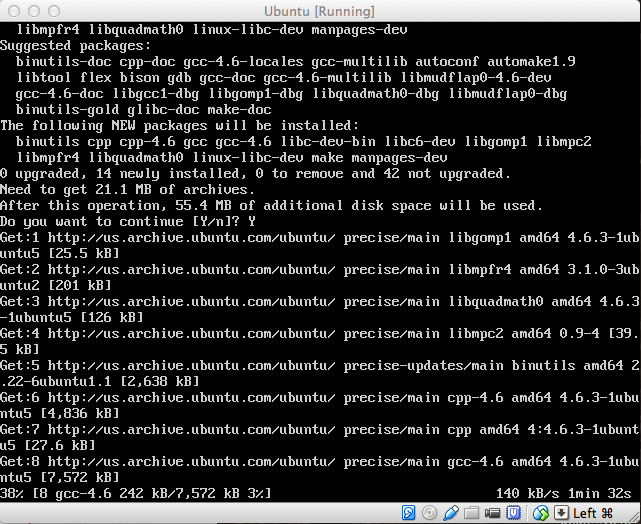 Ubuntu [Running]
libmpfr4 libquadmath0 linux-libc-dev manpages-dev
Suggested packages:
binutils-doc cpp-doc gcc-4.6-locales gcc-multilib autoconf automake1.9
libtool flex bison gdb gcc-doc gcc-4.6-multilib libmudflap0-4.6-dev
gcc-4.6-doc libgcc1-dbg libgomp1-dbg libquadmath0-dbg libmudflap0-dbg
binutils-gold glibc-doc make-doc
The following NEW packages will be installed:
binutils cpp cpp-4.6 gcc gcc-4.6 libc-dev-bin libc6-dev libgomp1 libmpc2
libmpfr4 libquadmath0 linux-libc-dev make manpages-dev
0 upgraded, 14 newly installed, 0 to remove and 42 not upgraded.
Need to get 21.1 MB of archives.
After this operation, 55.4 MB of additional disk space will be used.
Do you want to continue [Y/n]? Y
Get:1 http://us.archive.ubuntu.com/ubuntu/ precise/main libgomp1 amd64 4.6.3-1ub
untu5 [25.5 kB]
Get:2 http://us.archive.ubuntu.com/ubuntu/ precise/main libmpfr4 amd64 3.1.0-3ub
untu2 [201 kB]
Get:3 http://us.archive.ubuntu.com/ubuntu/ precise/main libquadmath0 amd64 4.6.3
-1ubuntu5 [126 kB]
Get:4 http://us.archive.ubuntu.com/ubuntu/ precise/main libmpc2 amd64 0.9-4 [39.
5 kB]
Get:5 http://us.archive.ubuntu.com/ubuntu/ precise-updates/main binutils amd64 2
.22-6ubuntu1.1 [2,638 kB]
Get:6 http://us.archive.ubuntu.com/ubuntu/ precise/main cpp-4.6 amd64 4.6.3-1ubu
ntu5 [4,836 kB]
Get:7 http://us.archive.ubuntu.com/ubuntu/ precise/main cpp amd64 4:4.6.3-1ubunt
u5 [27.6 kB]
Get:8 http://us.archive.ubuntu.com/ubuntu/ precise/main gcc-4.6 amd64 4.6.3-1ubu
ntu5 [7,572 kB]
38% [8 gcc-4.6 242 kB/7,572 kB 3%] 140 kB/s 1min 32s
Left ⌘